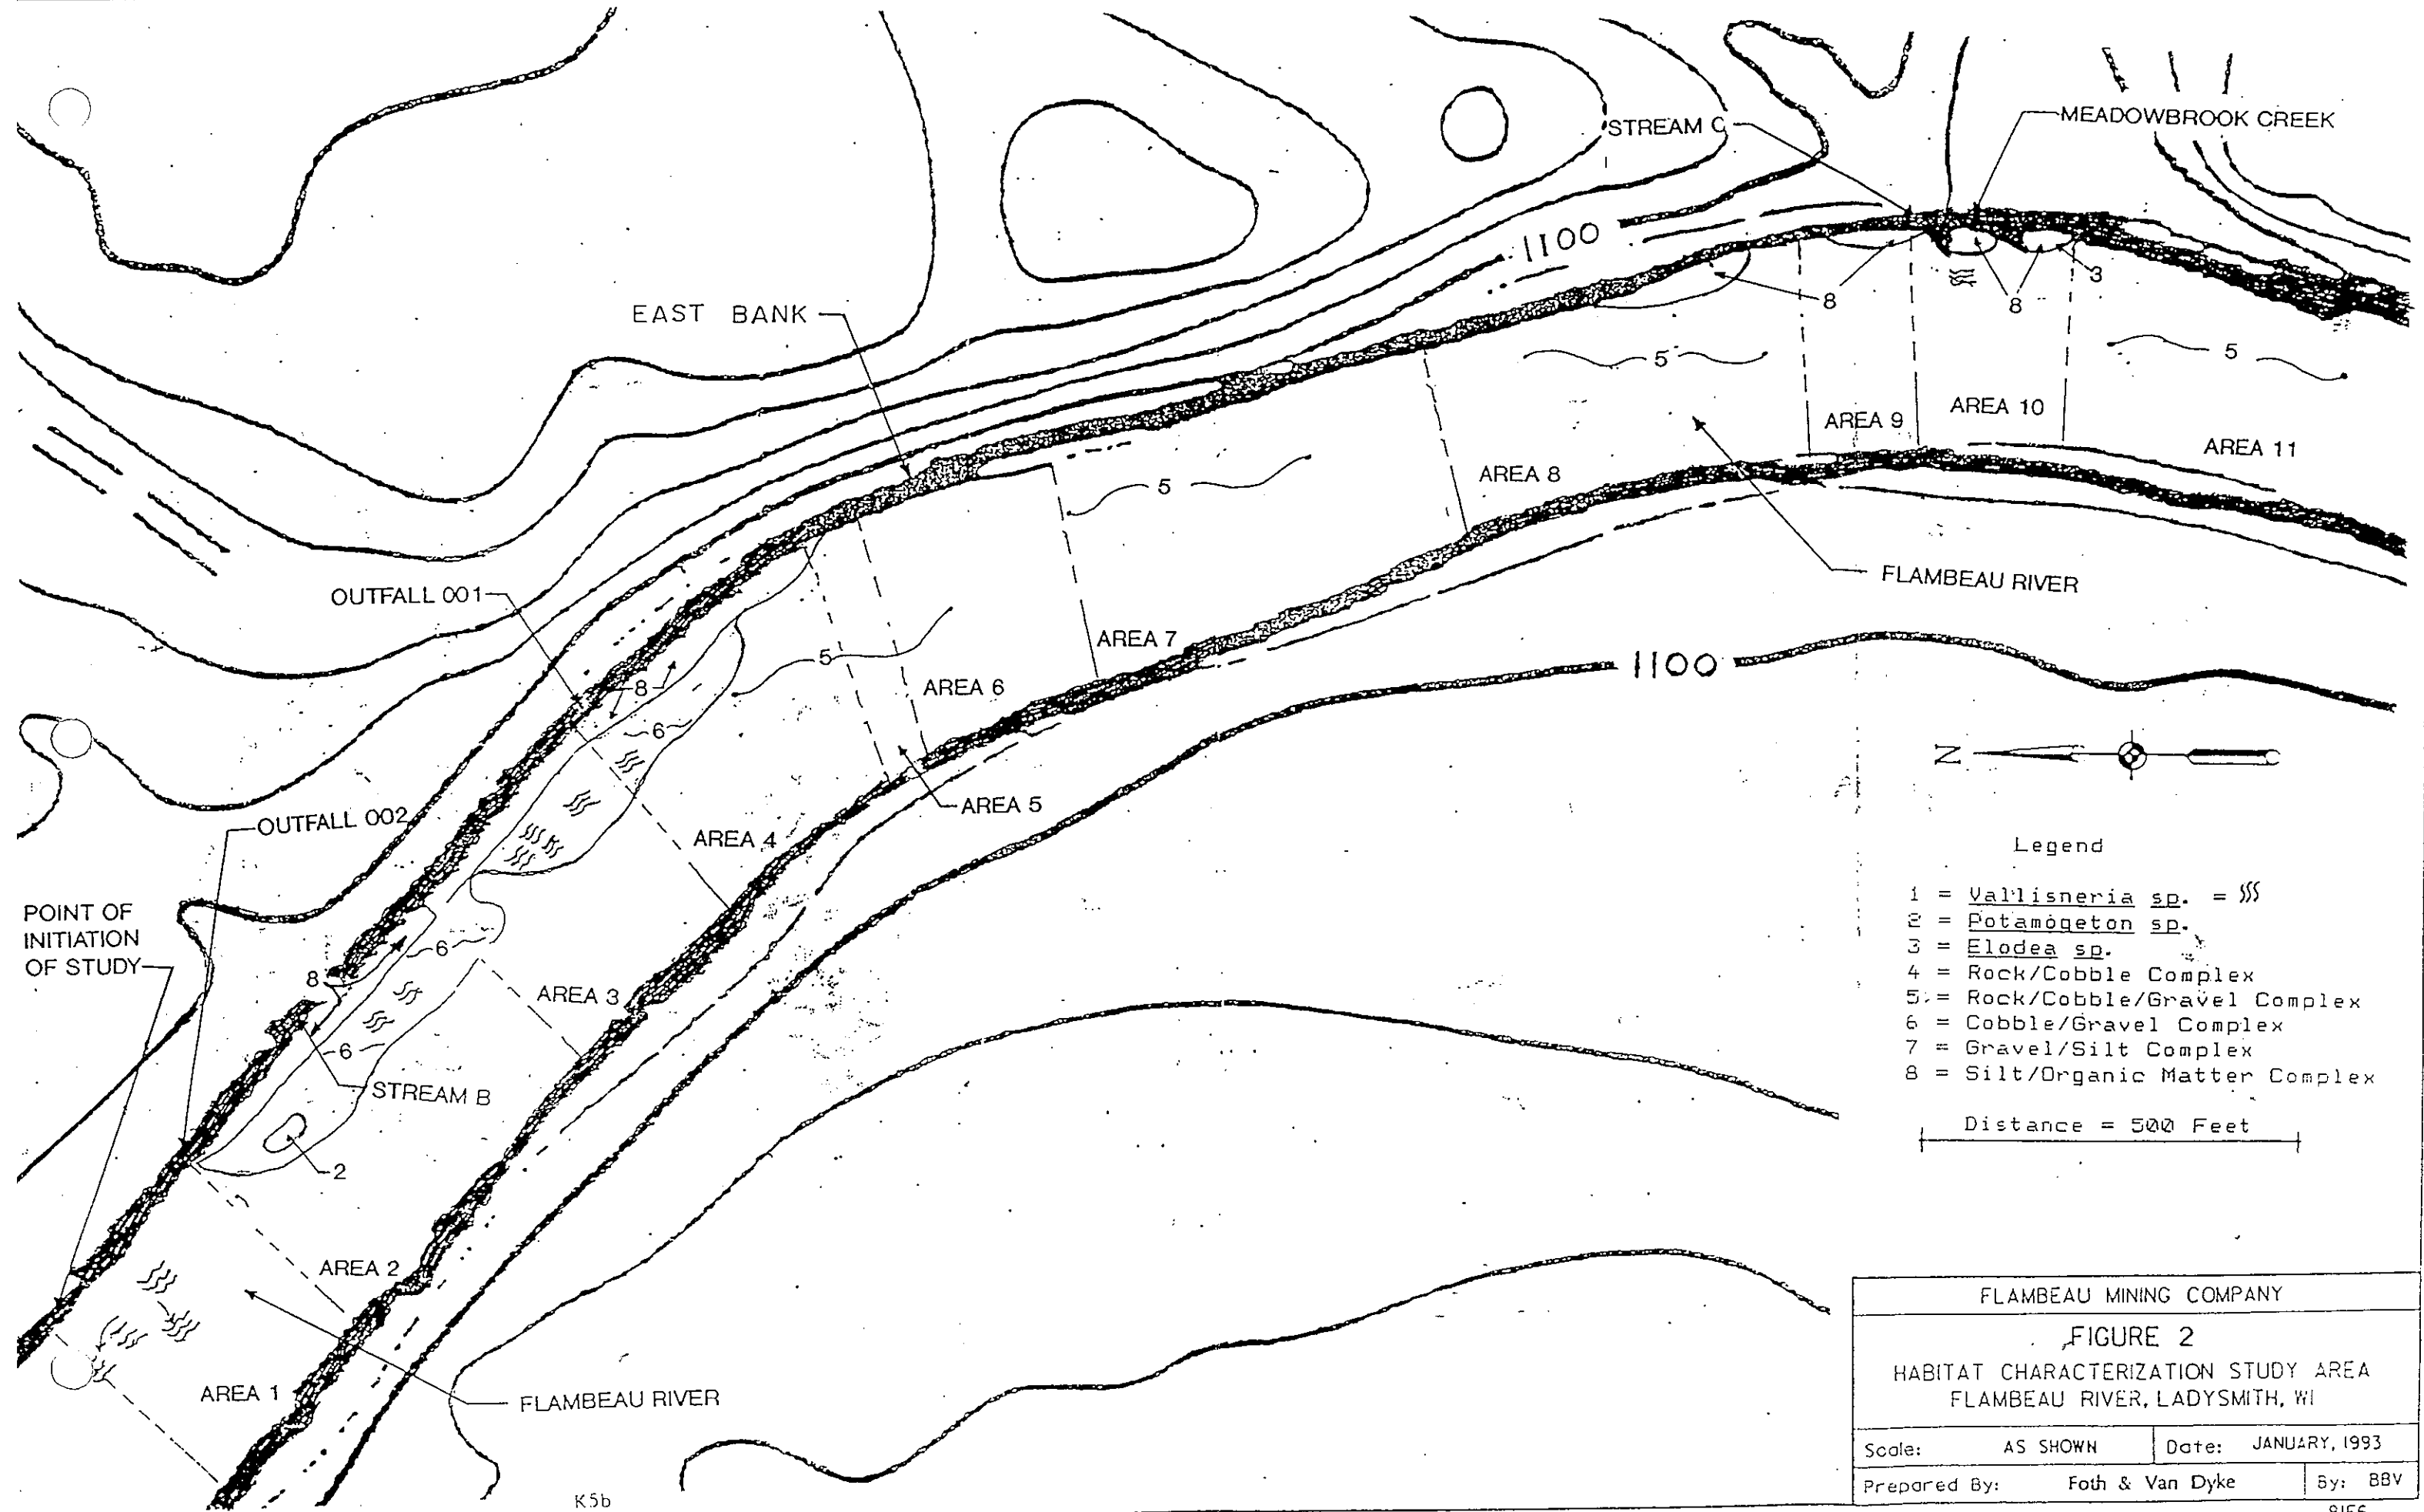 STREAM C
MEADOWBROOK CREEK
1100
EAST BANK
8
8
3
5
5
AREA 9
AREA 10
AREA 11
AREA 8
5
FLAMBEAU RIVER
OUTFALL 001
AREA 7
5
1100
8
AREA 6
6
N
AREA 5
OUTFALL 002
AREA 4
POINT OF
INITIATION
OF STUDY
6
8
AREA 3
6
STREAM B
2
AREA 2
AREA 1
FLAMBEAU RIVER
Legend
1 = Vallisneria sp. =
2 = Potamogeton sp.
3 = Elodea sp.
4 = Rock/Cobble Complex
5 = Rock/Cobble/Gravel Complex
6 = Cobble/Gravel Complex
7 = Gravel/Silt Complex
8 = Silt/Organic Matter Complex
Distance = 500 Feet
FLAMBEAU MINING COMPANY
FIGURE 2
HABITAT CHARACTERIZATION STUDY AREA
FLAMBEAU RIVER, LADYSMITH, WI
Scale: AS SHOWN Date: JANUARY, 1993
Prepared By: Foth & Van Dyke By: BBV
K5b